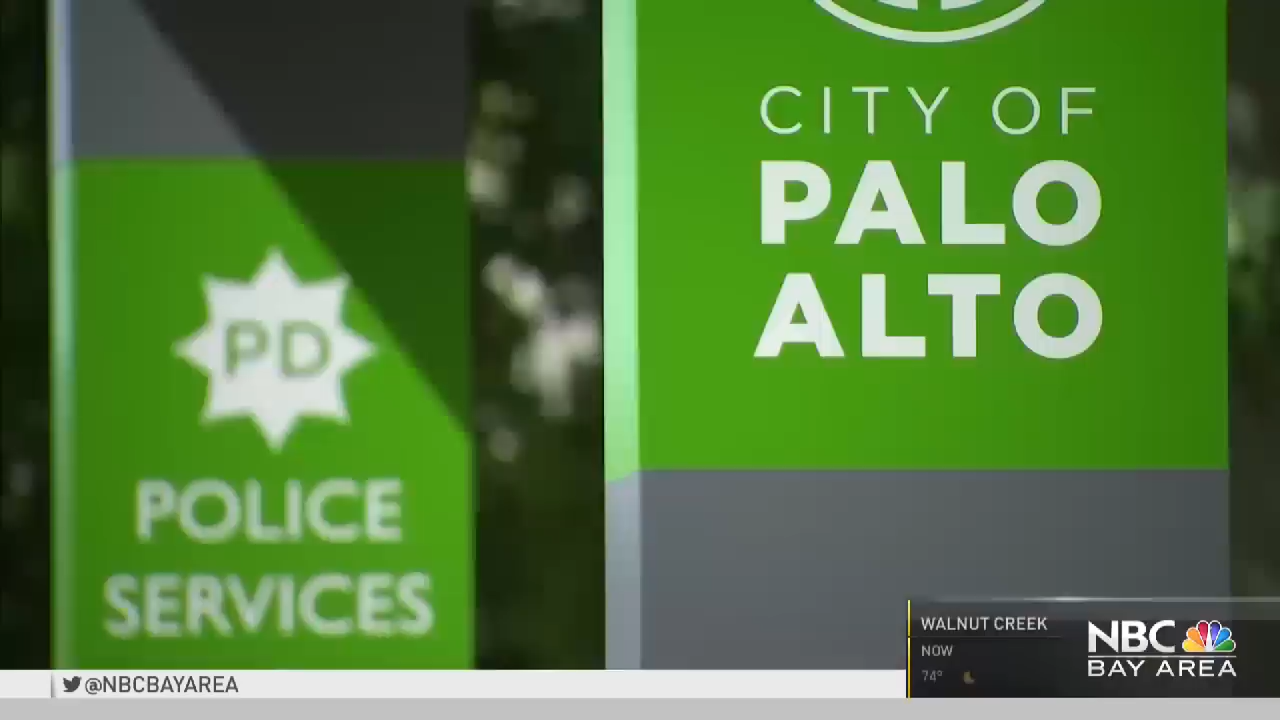 PD
POLICE
SERVICES
CITY OF
PALO
ALTO
WALNUT CREEK
NOW
74°
NBC
BAY AREA
@NBCBAYAREA